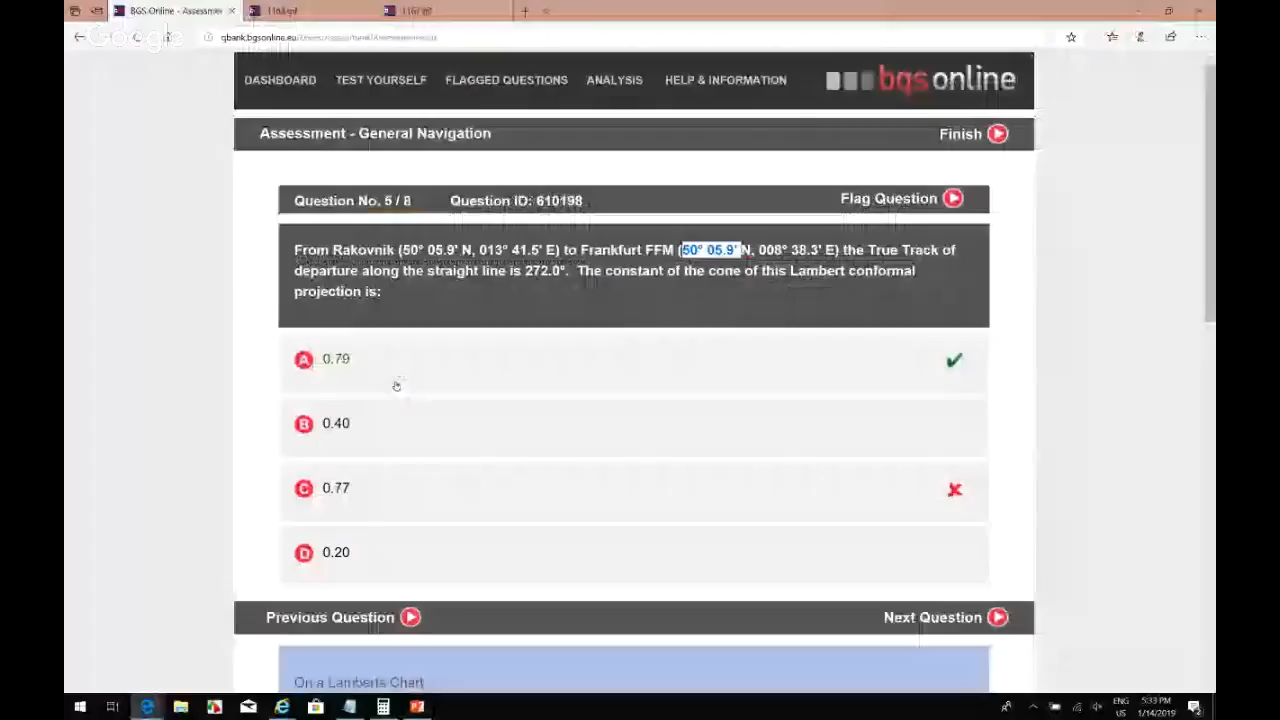 BGS Online - Assessmen
Google
DASHBOARD TEST YOURSELF FLAGGED QUESTIONS ANALYSIS HELP & INFORMATION bgsonline
Assessment - General Navigation Finish
Question No. 5 / 8 Question ID: 610198 Flag Question
From Rakovnik (50° 05.9' N, 013° 41.5' E) to Frankfurt FFM (50° 05.9' N, 008° 38.3' E) the True Track of
departure along the straight line is 272.0°. The constant of the cone of this Lambert conformal
projection is:
A 0.79
B 0.40
C 0.77
D 0.20
Previous Question Next Question
On a Lamberts Chart
ENG 5:33 PM
US 1/14/2019